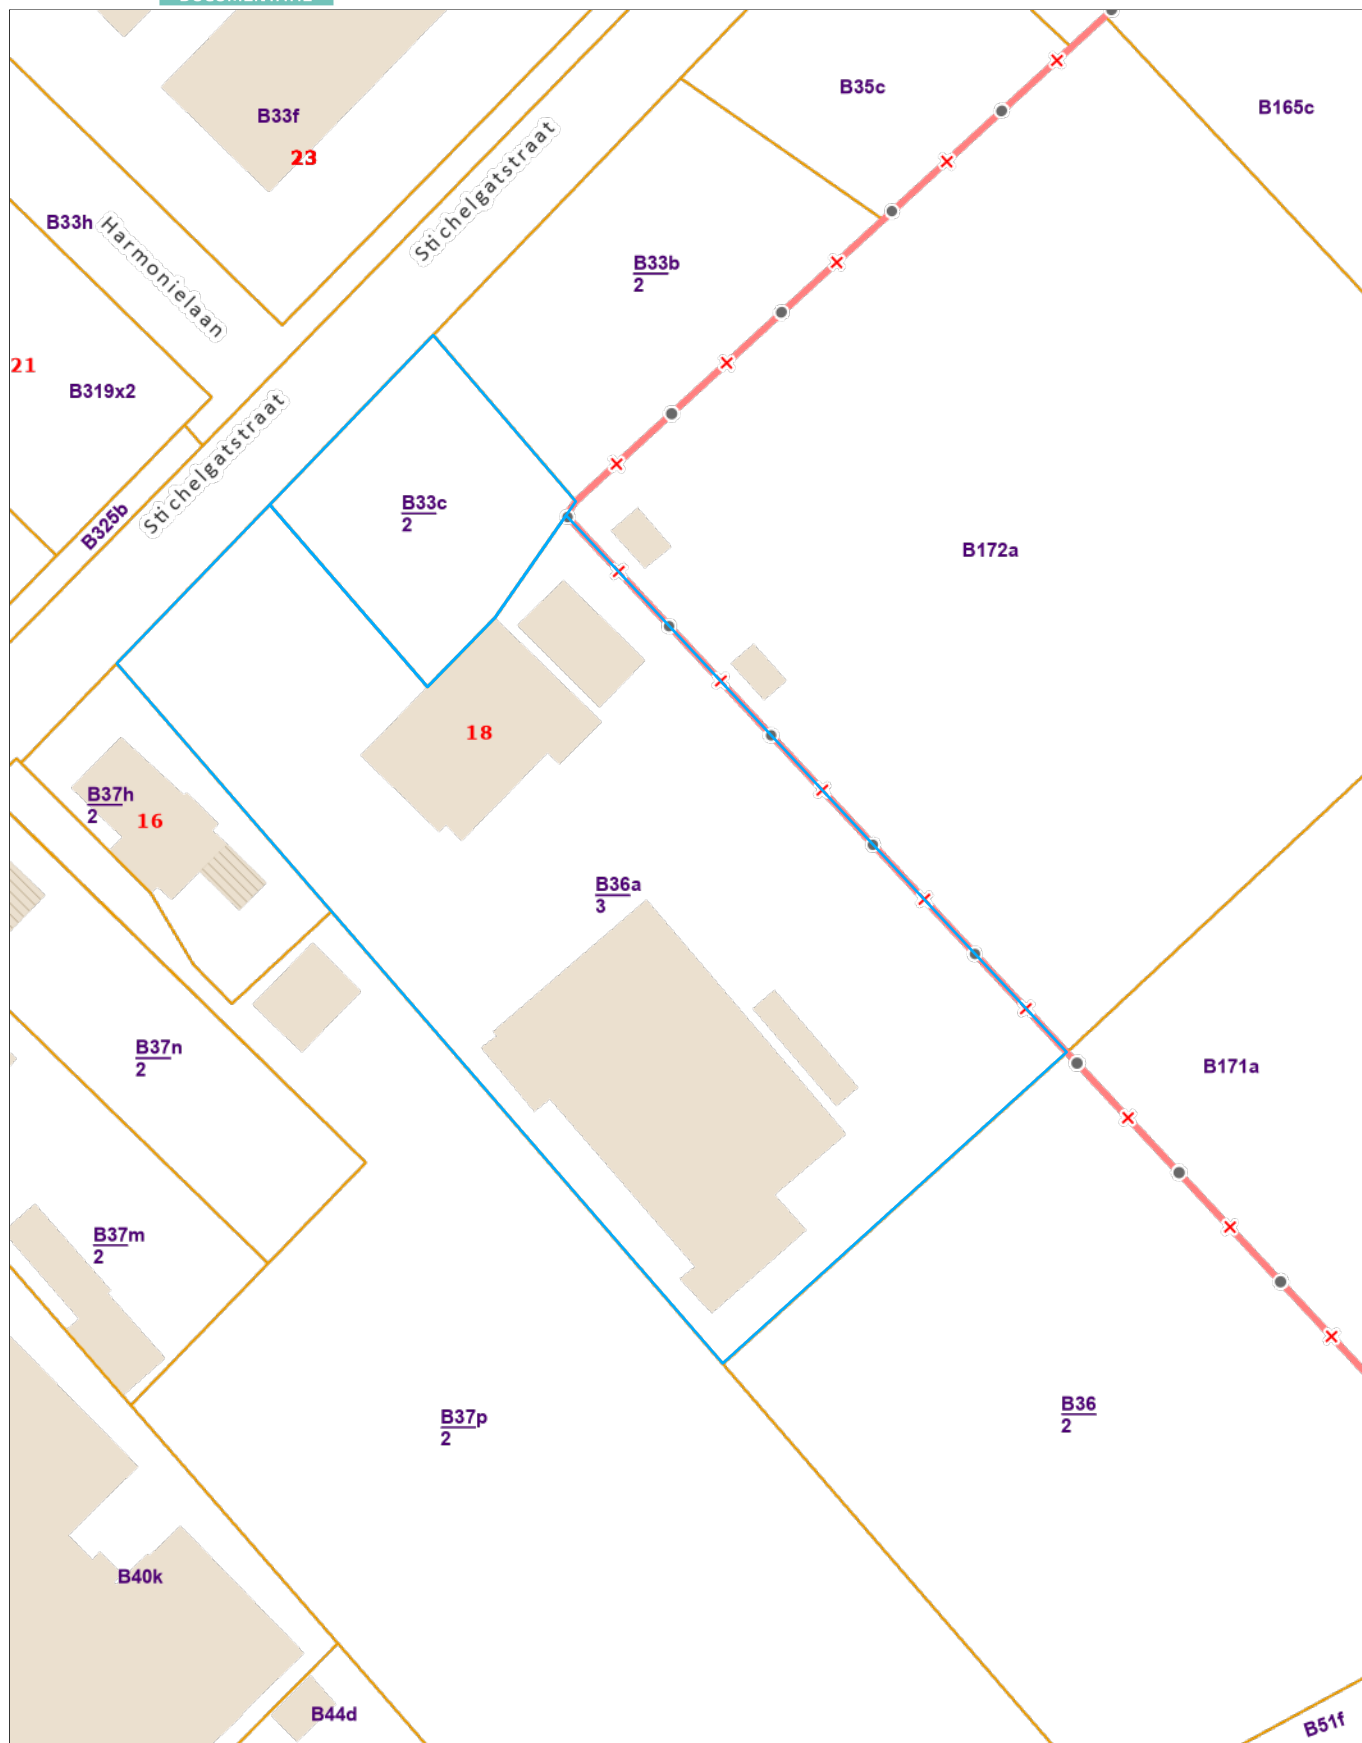 B35c
B165c
B33f
23
Stichelgatstraat
B33h
Harmonielaan
B33b
2
21
B319x2
Stichelgatstraat
B325b
B33c
2
B172a
18
B37h
2
16
B36a
3
B37n
2
B171a
B37m
2
B37p
2
B36
2
B40k
B44d
B51f